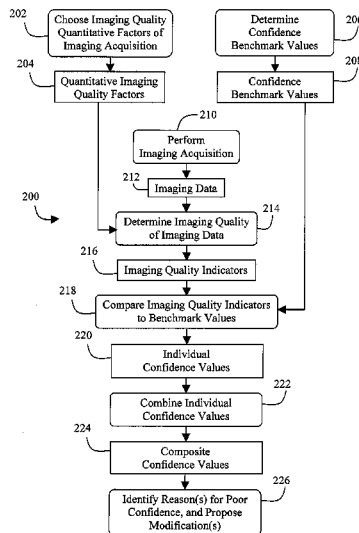 202
Choose Imaging Quality
Quantitative Factors of
Imaging Acquisition
204
Quantitative Imaging
Quality Factors
Determine
Confidence
Benchmark Values
Confidence
Benchmark Values
210
Perform
Imaging Acquisition
212
Imaging Data
200
Determine Imaging Quality
of Imaging Data
214
216
Imaging Quality Indicators
218
Compare Imaging Quality Indicators
to Benchmark Values
220
Individual
Confidence Values
222
Combine Individual
Confidence Values
224
Composite
Confidence Values
226
Identify Reason(s) for Poor
Confidence, and Propose
Modification(s)